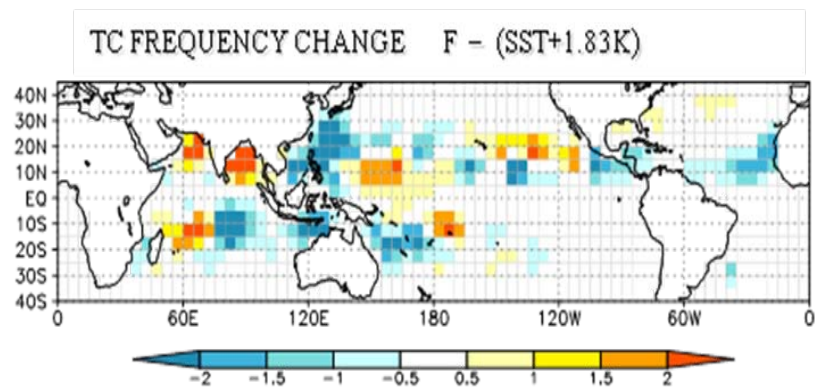 TC FREQUENCY CHANGE F - (SST+1.83K)
40N
30N
20N
10N
EQ
10S
20S
30S
40S
0 60E 120E 180 120W 60W 0
-2 -1.5 -1 -0.5 0.5 1 1.5 2